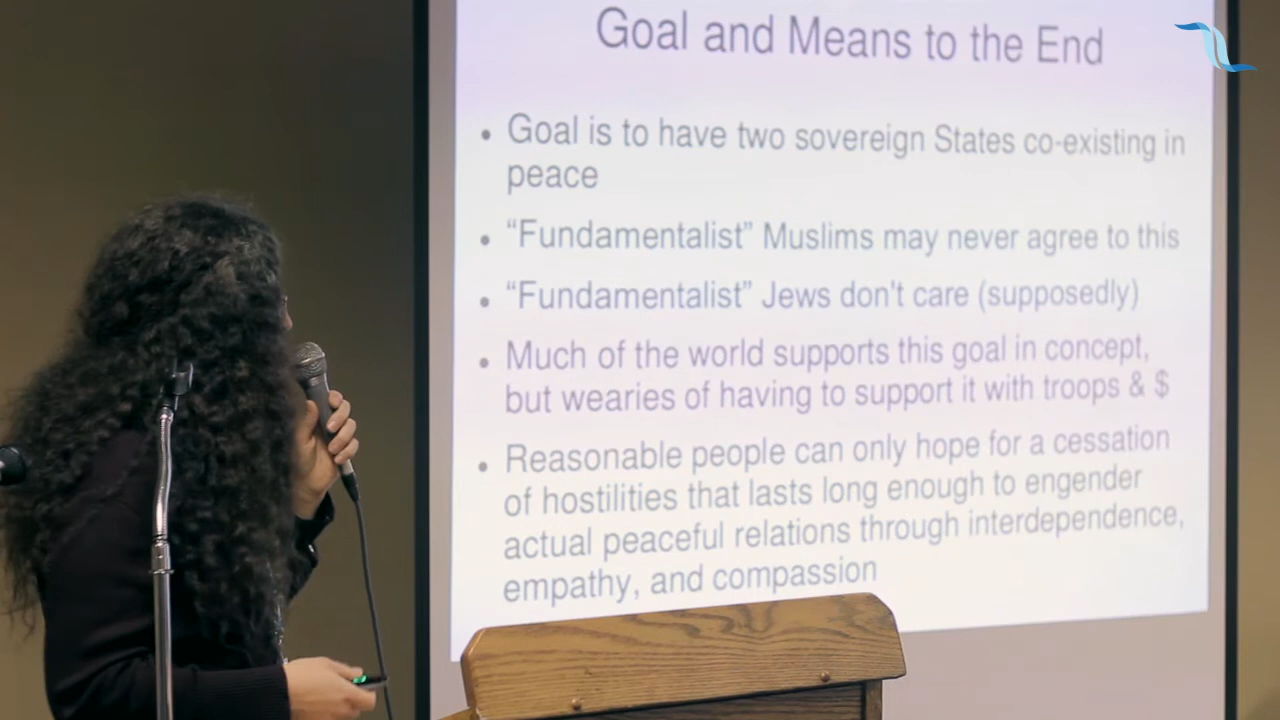 Goal and Means to the End
• Goal is to have two sovereign States co-existing in
peace
• “Fundamentalist” Muslims may never agree to this
• “Fundamentalist” Jews don't care (supposedly)
• Much of the world supports this goal in concept,
but wearies of having to support it with troops & $
• Reasonable people can only hope for a cessation
of hostilities that lasts long enough to engender
actual peaceful relations through interdependence,
empathy, and compassion